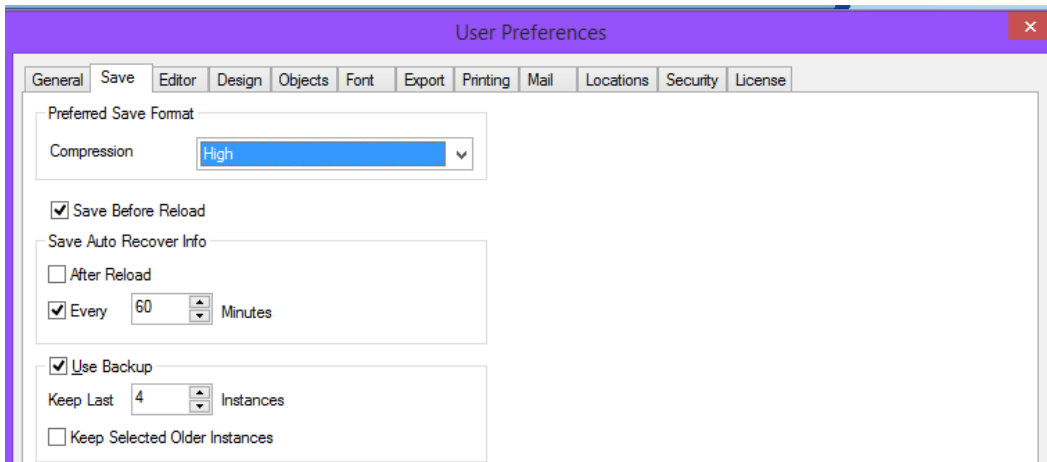 User Preferences
General Save Editor Design Objects Font Export Printing Mail Locations Security License
Preferred Save Format
Compression High
Save Before Reload
Save Auto Recover Info
After Reload
Every 60 Minutes
Use Backup
Keep Last 4 Instances
Keep Selected Older Instances